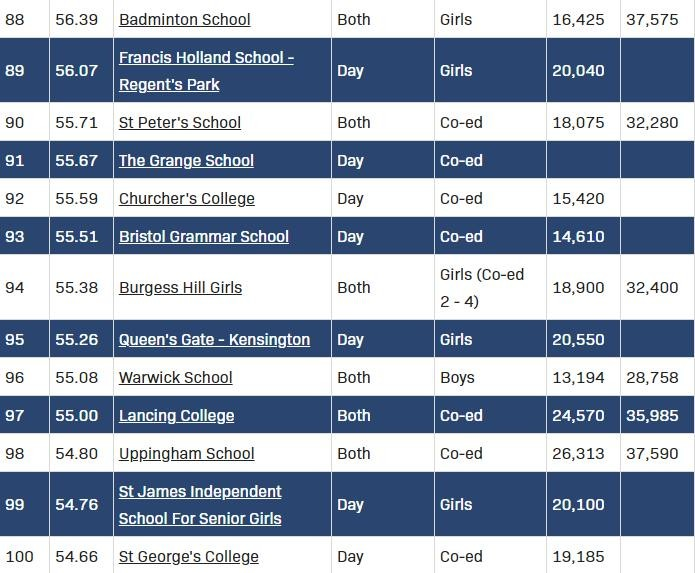 88 56.39 Badminton School Both Girls 16,425 37,575
89 56.07 Francis Holland School - Day Girls 20,040
Regent's Park
90 55.71 St Peter's School Both Co-ed 18,075 32,280
91 55.67 The Grange School Day Co-ed
92 55.59 Churcher's College Day Co-ed 15,420
93 55.51 Bristol Grammar School Day Co-ed 14,610
94 55.38 Burgess Hill Girls Both Girls (Co-ed 18,900 32,400
2 - 4)
95 55.26 Queen's Gate - Kensington Day Girls 20,550
96 55.08 Warwick School Both Boys 13,194 28,758
97 55.00 Lancing College Both Co-ed 24,570 35,985
98 54.80 Uppingham School Both Co-ed 26,313 37,590
99 54.76 St James Independent Day Girls 20,100
School For Senior Girls
100 54.66 St George's College Day Co-ed 19,185